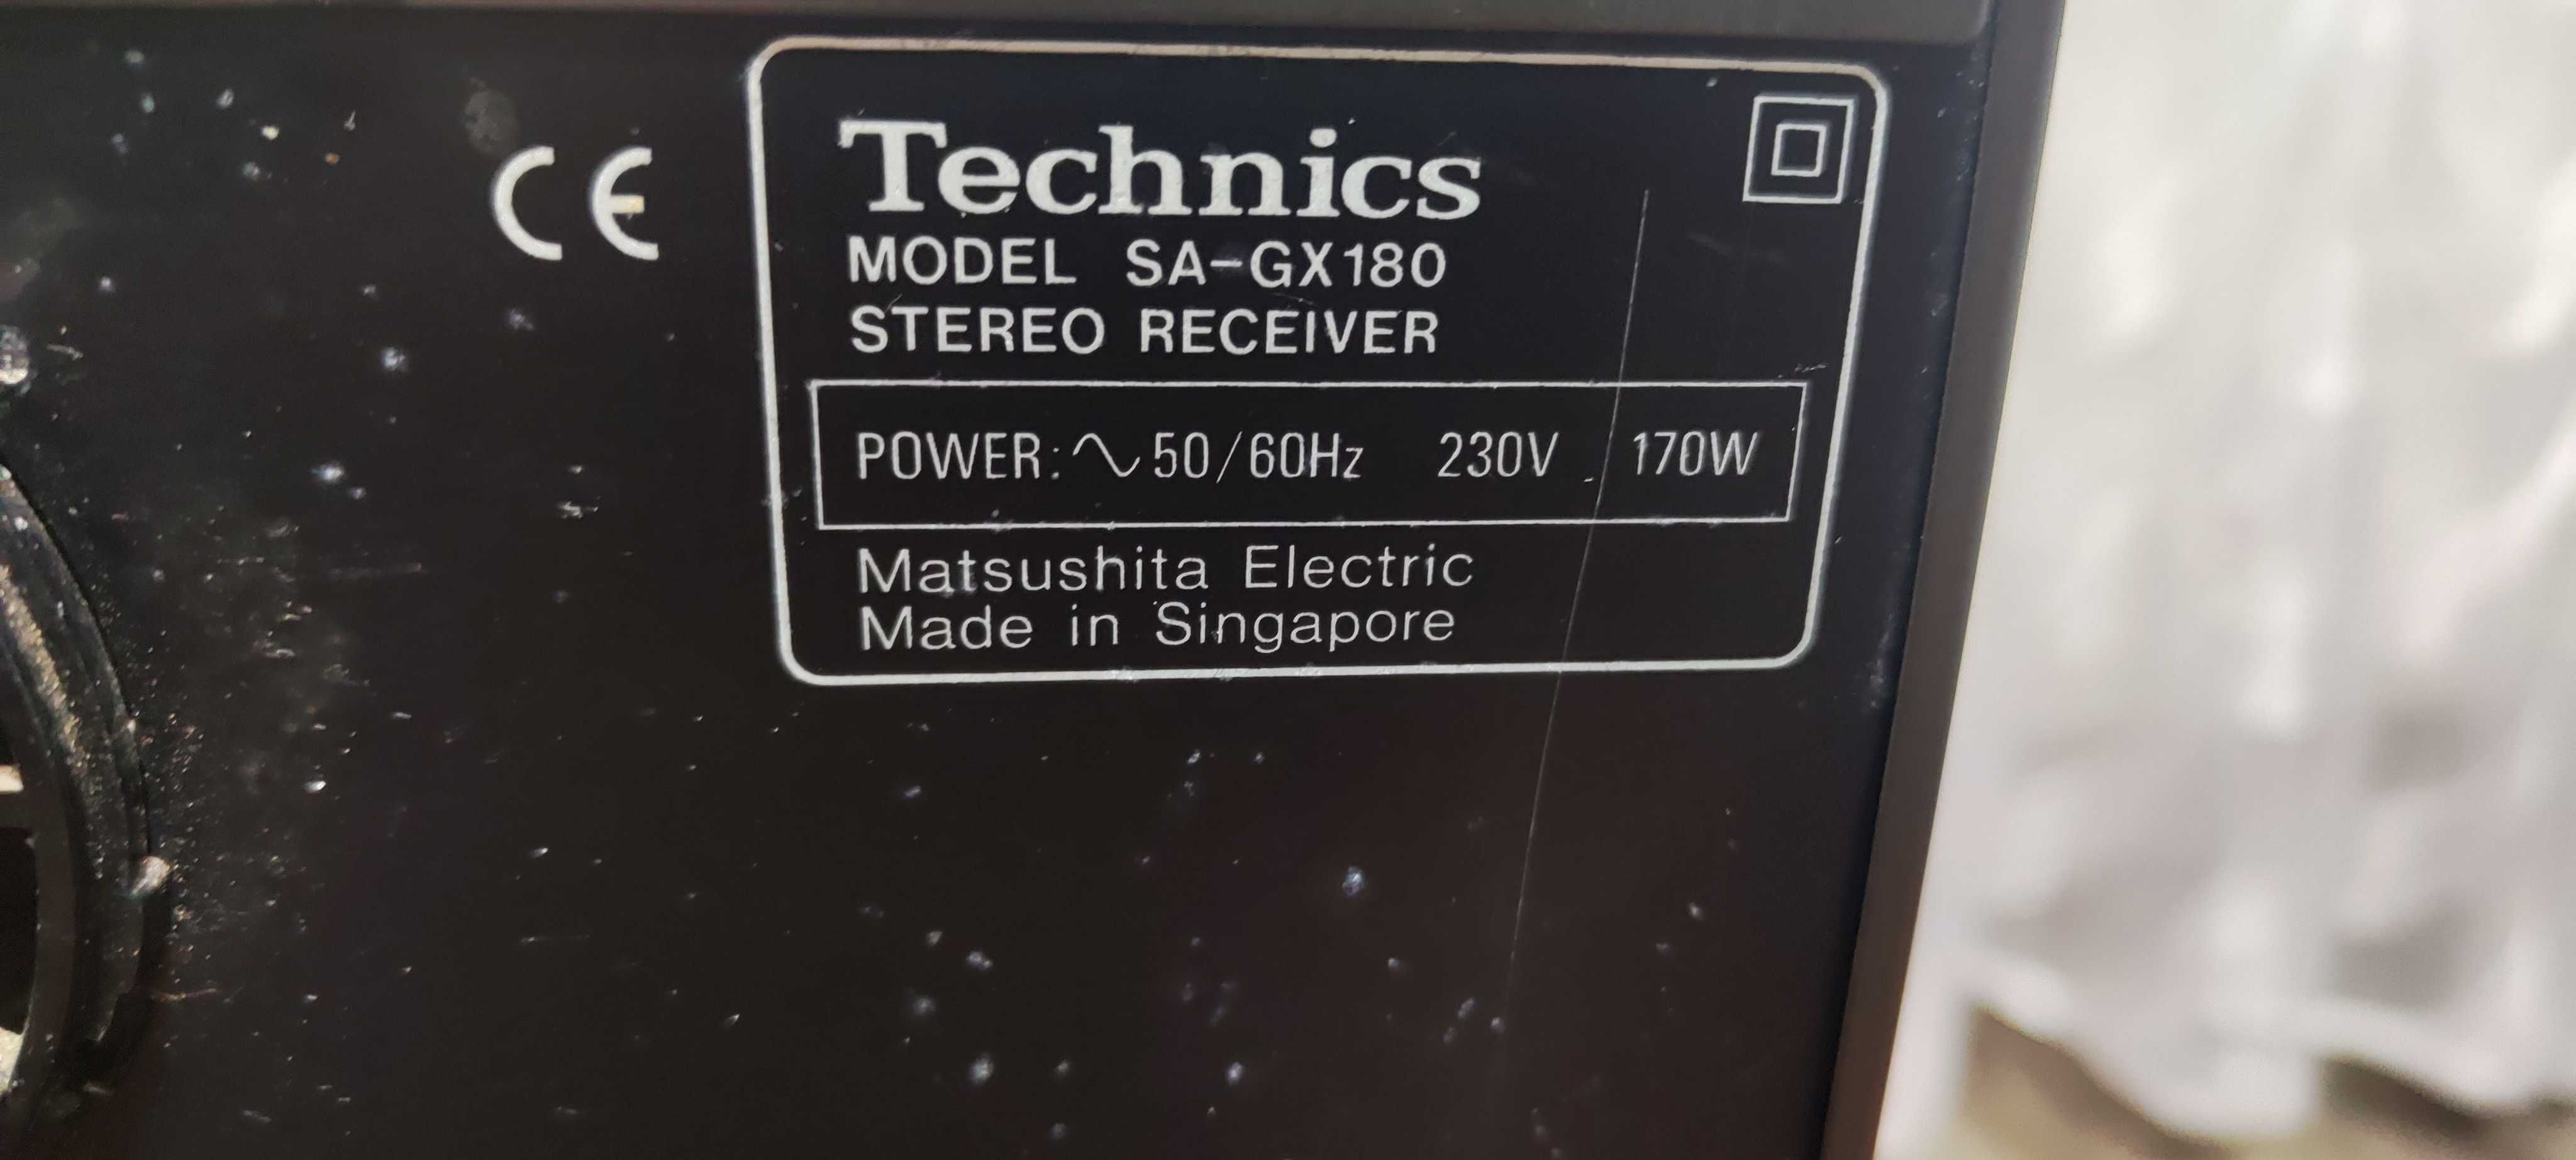 CE
Technics
MODEL SA-GX180
STEREO RECEIVER
POWER: ∿ 50/60Hz 230V 170W
Matsushita Electric
Made in Singapore